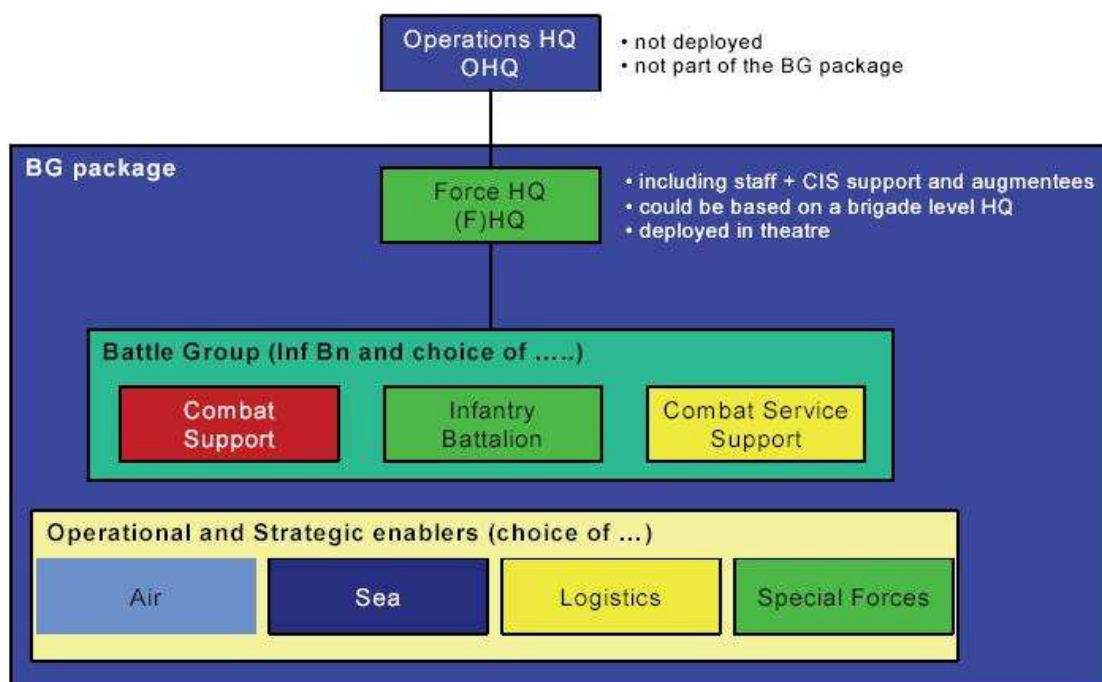 Operations HQ
OHQ
• not deployed
• not part of the BG package
BG package
Force HQ
(F)HQ
• including staff + CIS support and augmentees
• could be based on a brigade level HQ
• deployed in theatre
Battle Group (Inf Bn and choice of .....)
Combat
Support
Infantry
Battalion
Combat Service
Support
Operational and Strategic enablers (choice of ...)
Air
Sea
Logistics
Special Forces